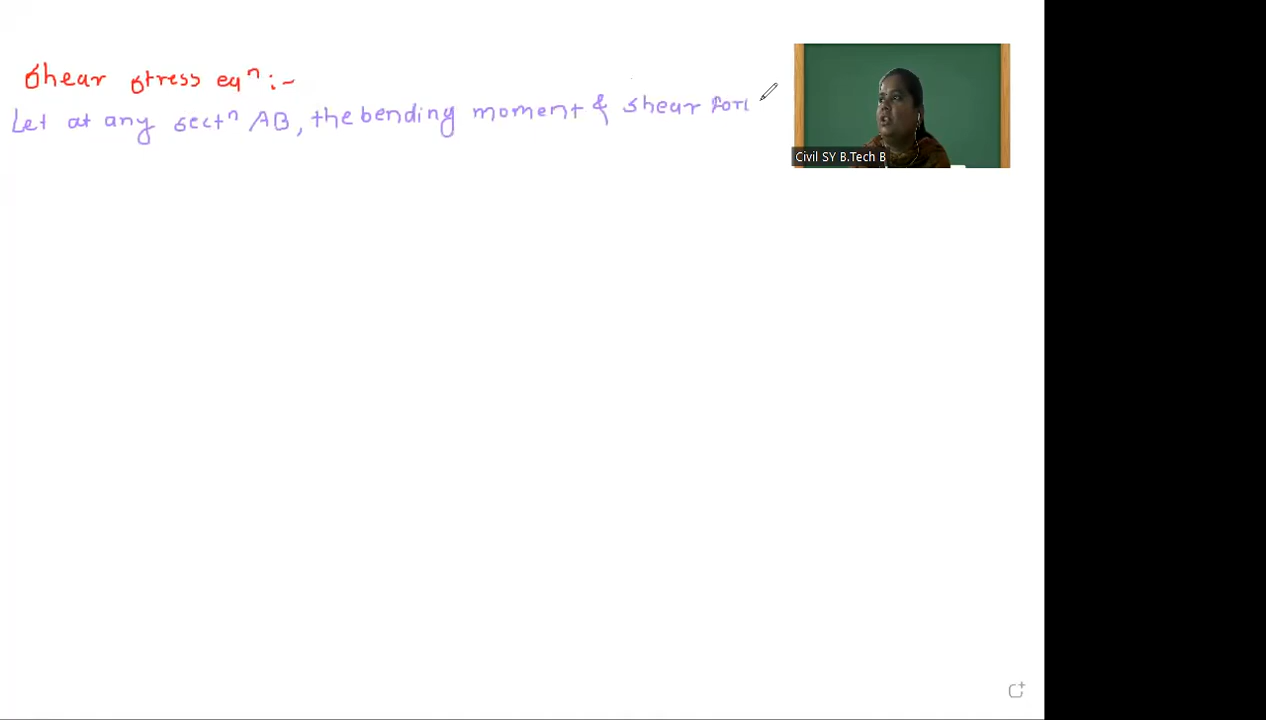 Shear stress eqⁿ :-
Let at any sectⁿ AB, the bending moment & shear forc
Civil SY B.Tech B